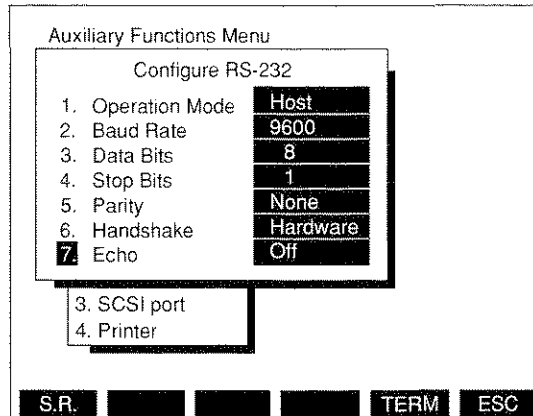 Auxiliary Functions Menu
Configure RS-232
1. Operation Mode Host
2. Baud Rate 9600
3. Data Bits 8
4. Stop Bits 1
5. Parity None
6. Handshake Hardware
7. Echo Off
3. SCSI port
4. Printer
S.R. TERM ESC